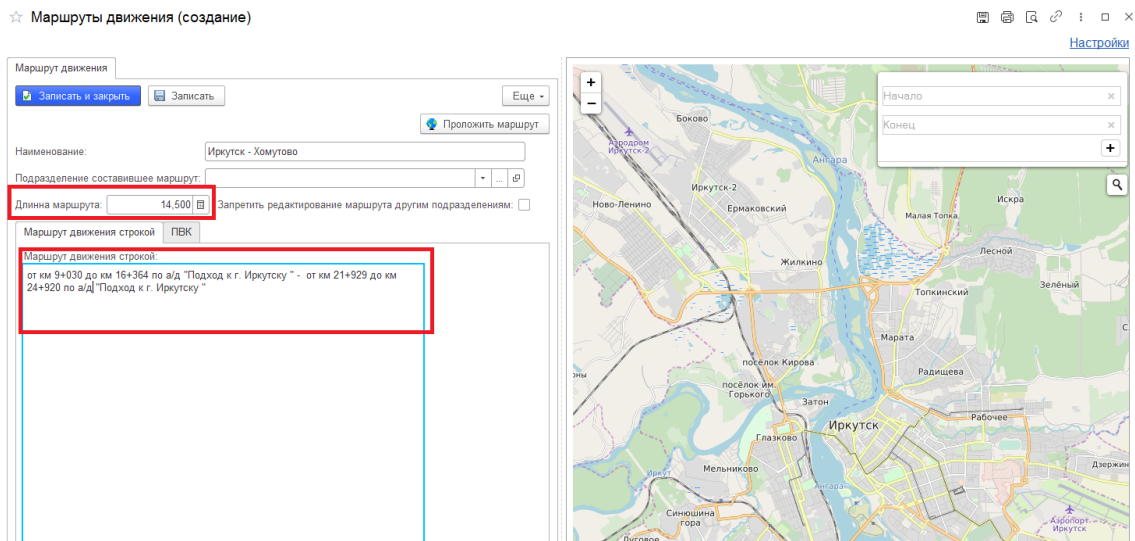 Маршруты движения (создание)
Настройки
Маршрут движения
Записать и закрыть
Записать
Еще
Проложить маршрут
Наименование:
Иркутск - Хомутово
Подразделение составившее маршрут:
...
Длинна маршрута:
14,500
Запретить редактирование маршрута другим подразделениям:
Маршрут движения строкой
ПВК
Маршрут движения строкой:
от км 9+030 до км 16+364 по а/д "Подход к г. Иркутску " - от км 21+929 до км
24+920 по а/д "Подход к г. Иркутску "
+
−
Начало ×
Конец ×
+
Боково
Аэродром
Иркутск-2
Ангара
Иркутск-2
Ново-Ленино
Ермаковский
Искра
Малая Топка
Лесной
Жилкино
Зелёный
Топкинский
Марата
посёлок Кирова
Радищева
посёлок им.
Горького
Затон
Рабочее
Иркутск
Глазково
Мельниково
Дзержин
Иркут
Ангара
Синюшина
гора
Аэропорт
Иркутск
Луговое